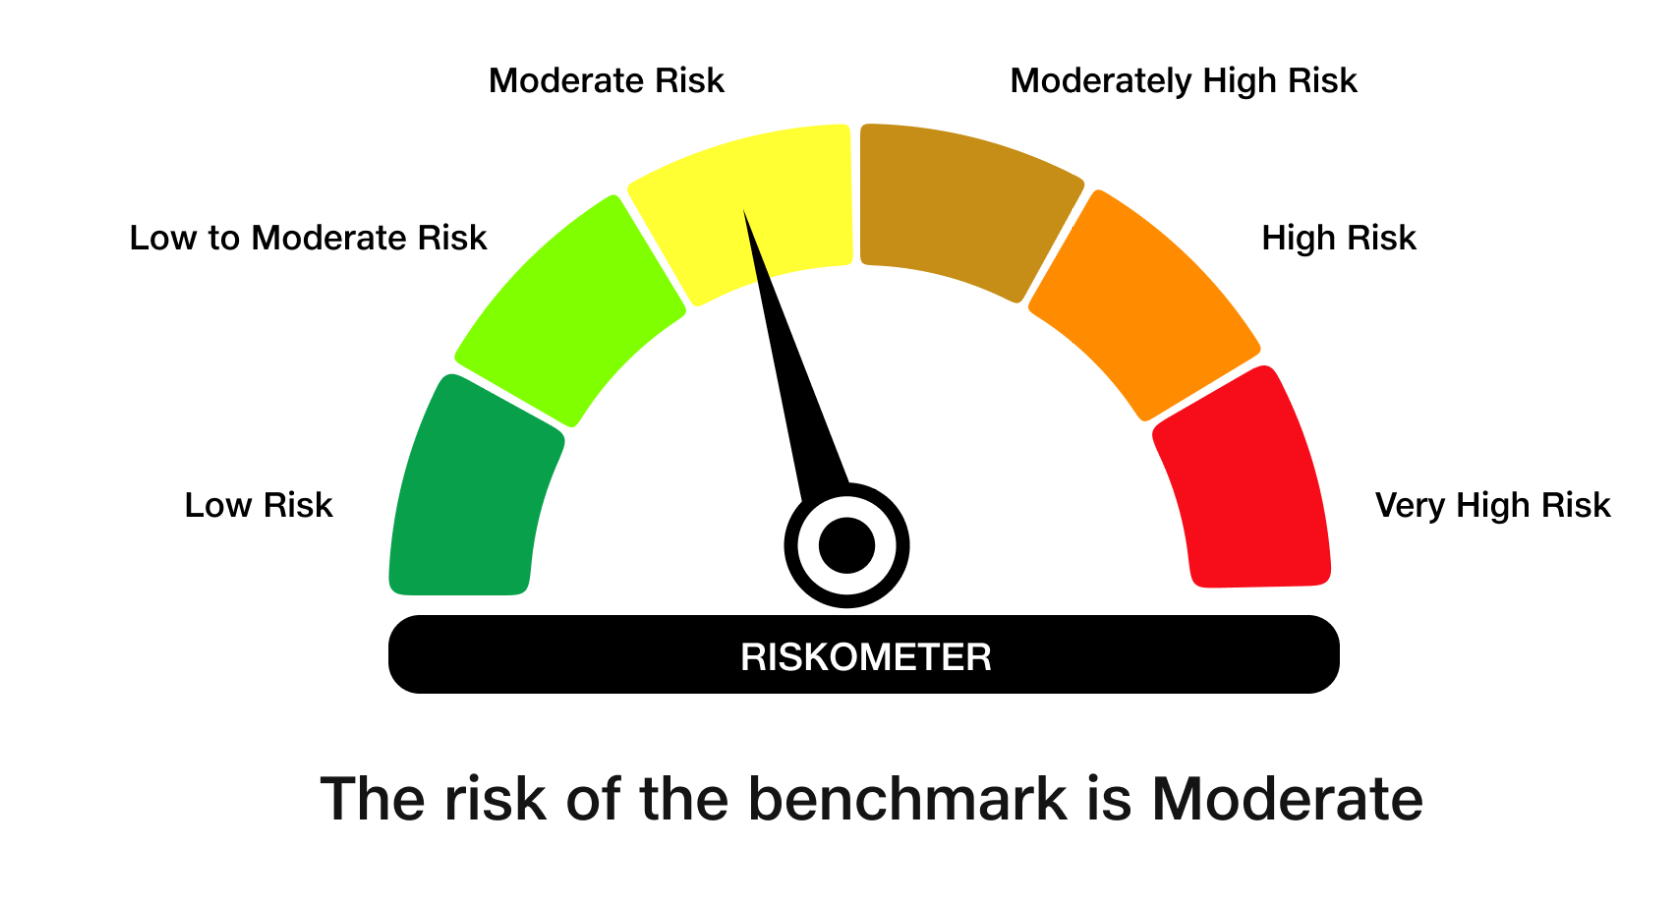 Moderate Risk
Moderately High Risk
Low to Moderate Risk
High Risk
Low Risk
Very High Risk
RISKOMETER
The risk of the benchmark is Moderate